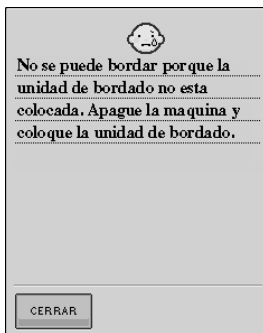 No se puede bordar porque la
unidad de bordado no esta
colocada. Apague la maquina y
coloque la unidad de bordado.
CERRAR